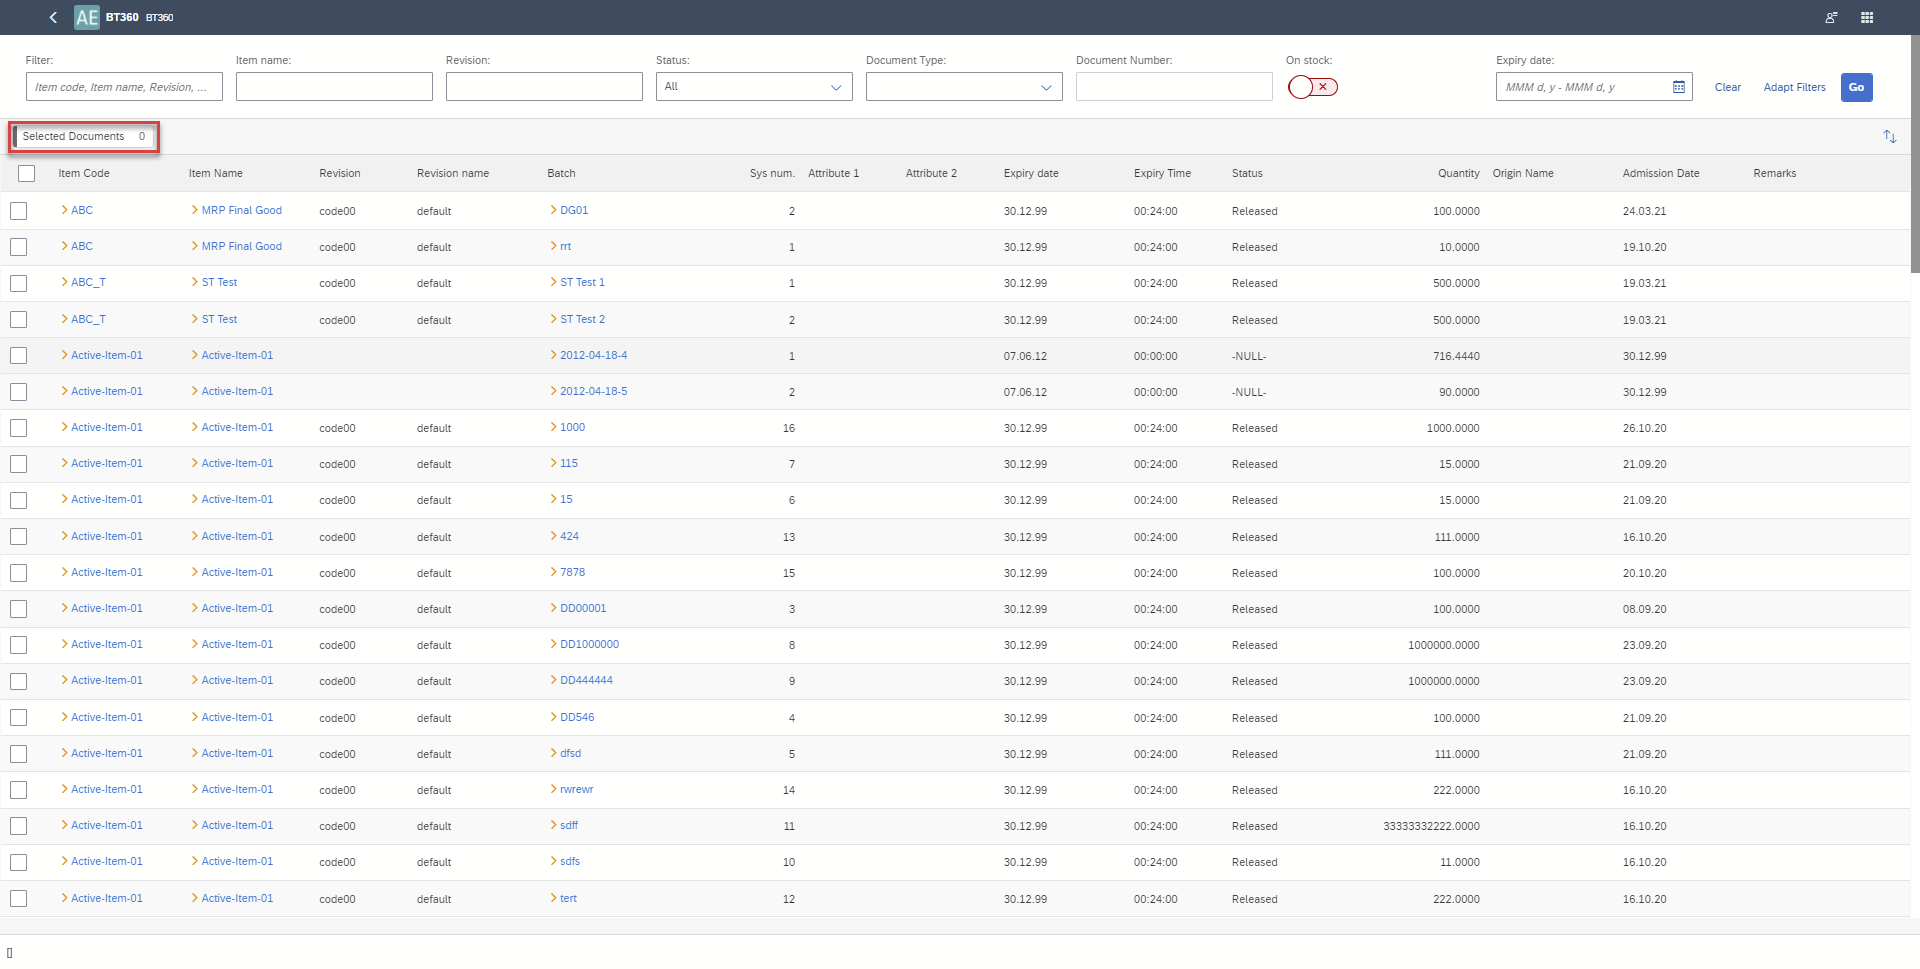 AE BT360 BT360
Filter: Item name: Revision: Status: Document Type: Document Number: On stock: Expiry date:
Item code, Item name, Revision, ... All MMM d, y - MMM d, y Clear Adapt Filters Go
Selected Documents 0
Item Code Item Name Revision Revision name Batch Sys num. Attribute 1 Attribute 2 Expiry date Expiry Time Status Quantity Origin Name Admission Date Remarks
ABC MRP Final Good code00 default DG01 2 30.12.99 00:24:00 Released 100.0000 24.03.21
ABC MRP Final Good code00 default rrt 1 30.12.99 00:24:00 Released 10.0000 19.10.20
ABC_T ST Test code00 default ST Test 1 1 30.12.99 00:24:00 Released 500.0000 19.03.21
ABC_T ST Test code00 default ST Test 2 2 30.12.99 00:24:00 Released 500.0000 19.03.21
Active-Item-01 Active-Item-01 2012-04-18-4 1 07.06.12 00:00:00 -NULL- 716.4440 30.12.99
Active-Item-01 Active-Item-01 2012-04-18-5 2 07.06.12 00:00:00 -NULL- 90.0000 30.12.99
Active-Item-01 Active-Item-01 code00 default 1000 16 30.12.99 00:24:00 Released 1000.0000 26.10.20
Active-Item-01 Active-Item-01 code00 default 115 7 30.12.99 00:24:00 Released 15.0000 21.09.20
Active-Item-01 Active-Item-01 code00 default 15 6 30.12.99 00:24:00 Released 15.0000 21.09.20
Active-Item-01 Active-Item-01 code00 default 424 13 30.12.99 00:24:00 Released 111.0000 16.10.20
Active-Item-01 Active-Item-01 code00 default 7878 15 30.12.99 00:24:00 Released 100.0000 20.10.20
Active-Item-01 Active-Item-01 code00 default DD00001 3 30.12.99 00:24:00 Released 100.0000 08.09.20
Active-Item-01 Active-Item-01 code00 default DD1000000 8 30.12.99 00:24:00 Released 1000000.0000 23.09.20
Active-Item-01 Active-Item-01 code00 default DD444444 9 30.12.99 00:24:00 Released 1000000.0000 23.09.20
Active-Item-01 Active-Item-01 code00 default DD546 4 30.12.99 00:24:00 Released 100.0000 21.09.20
Active-Item-01 Active-Item-01 code00 default dfsd 5 30.12.99 00:24:00 Released 111.0000 21.09.20
Active-Item-01 Active-Item-01 code00 default rwrewr 14 30.12.99 00:24:00 Released 222.0000 16.10.20
Active-Item-01 Active-Item-01 code00 default sdff 11 30.12.99 00:24:00 Released 33333332222.0000 16.10.20
Active-Item-01 Active-Item-01 code00 default sdfs 10 30.12.99 00:24:00 Released 11.0000 16.10.20
Active-Item-01 Active-Item-01 code00 default tert 12 30.12.99 00:24:00 Released 222.0000 16.10.20
[]